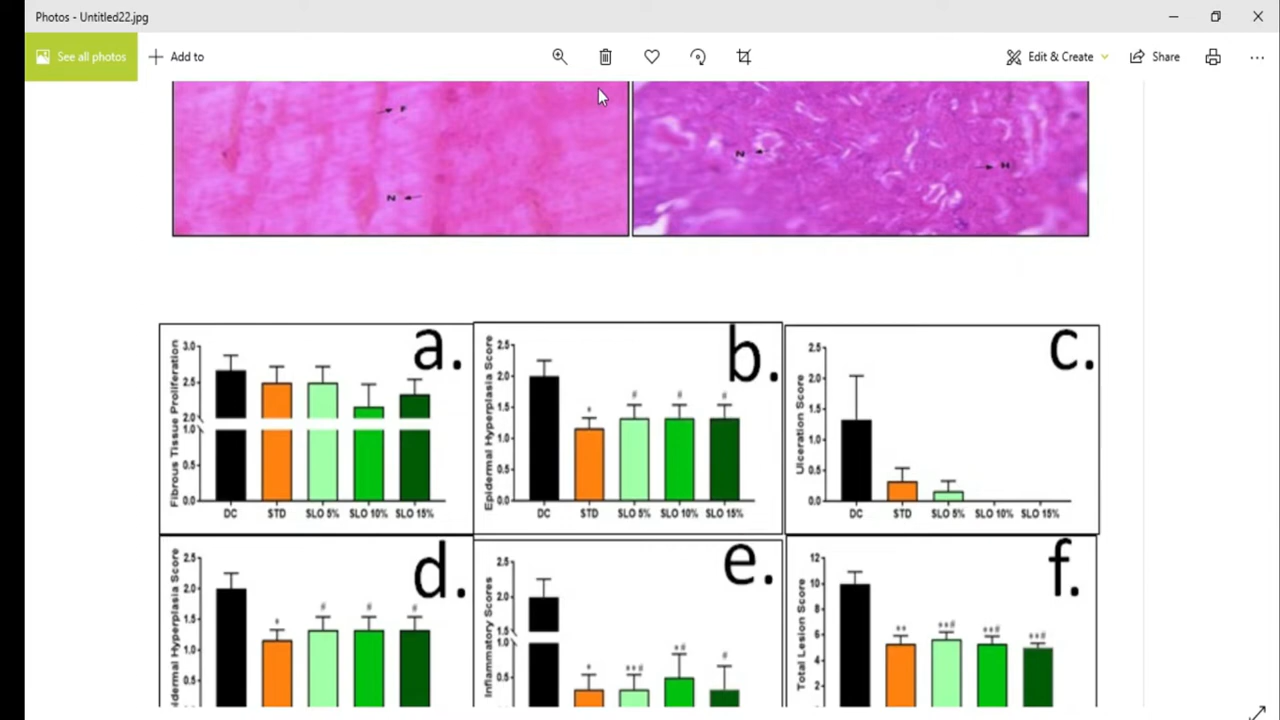 Photos - Untitled22.jpg
See all photos
Add to
Edit & Create
Share
F
N
N
H
a.
Fibrous Tissue Proliferation
3.0
2.5
2.0
1.0
0.5
0.0
DC STD SLO 5% SLO 10% SLO 15%
b.
Epidermal Hyperplasia Score
2.5
2.0
1.5
1.0
0.5
0.0
* # # #
DC STD SLO 5% SLO 10% SLO 15%
c.
Ulceration Score
2.5
2.0
1.5
1.0
0.5
0.0
DC STD SLO 5% SLO 10% SLO 15%
d.
idermal Hyperplasia Score
2.5
2.0
1.5
1.0
0.5
* # # #
e.
Inflammatory Scores
2.5
2.0
1.5
1.0
0.5
* **# *# #
f.
Total Lesion Score
12
10
8
6
4
2
** **# **# **#